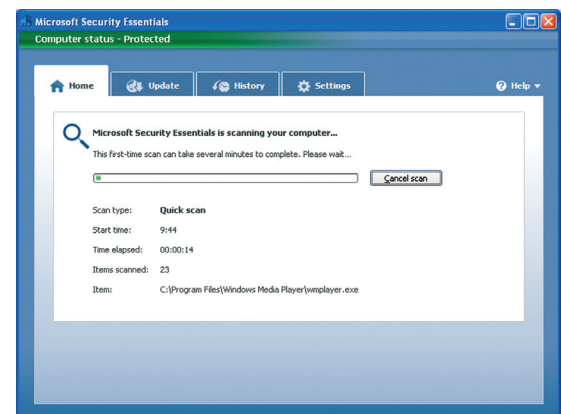 Microsoft Security Essentials
Computer status - Protected
Home Update History Settings Help
Microsoft Security Essentials is scanning your computer...
This first-time scan can take several minutes to complete. Please wait...
Cancel scan
Scan type: Quick scan
Start time: 9:44
Time elapsed: 00:00:14
Items scanned: 23
Item: C:\Program Files\Windows Media Player\wmplayer.exe